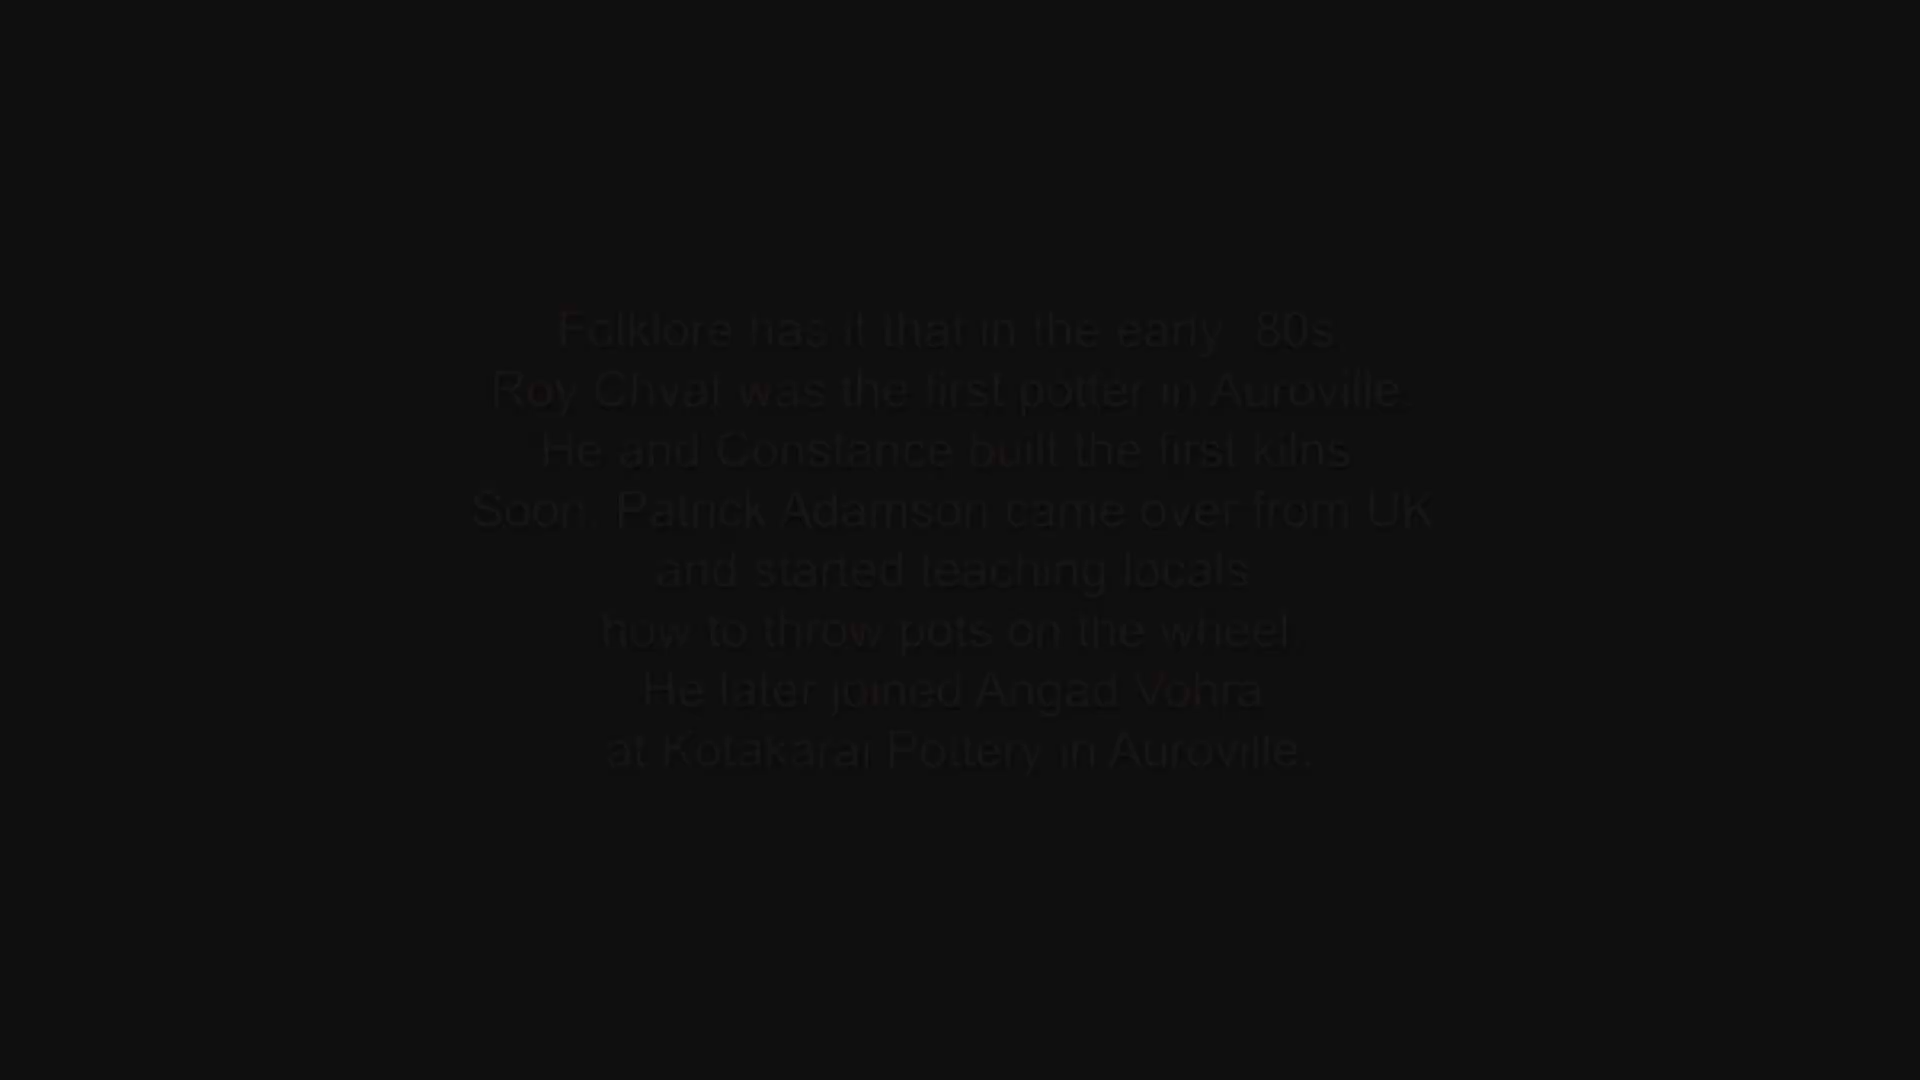 Folklore has it that in the early 80s
Roy Chvat was the first potter in Auroville.
He and Constance built the first kilns
Soon, Patrick Adamson came over from UK
and started teaching locals
how to throw pots on the wheel.
He later joined Angad Vohra
at Kotakarai Pottery in Auroville.